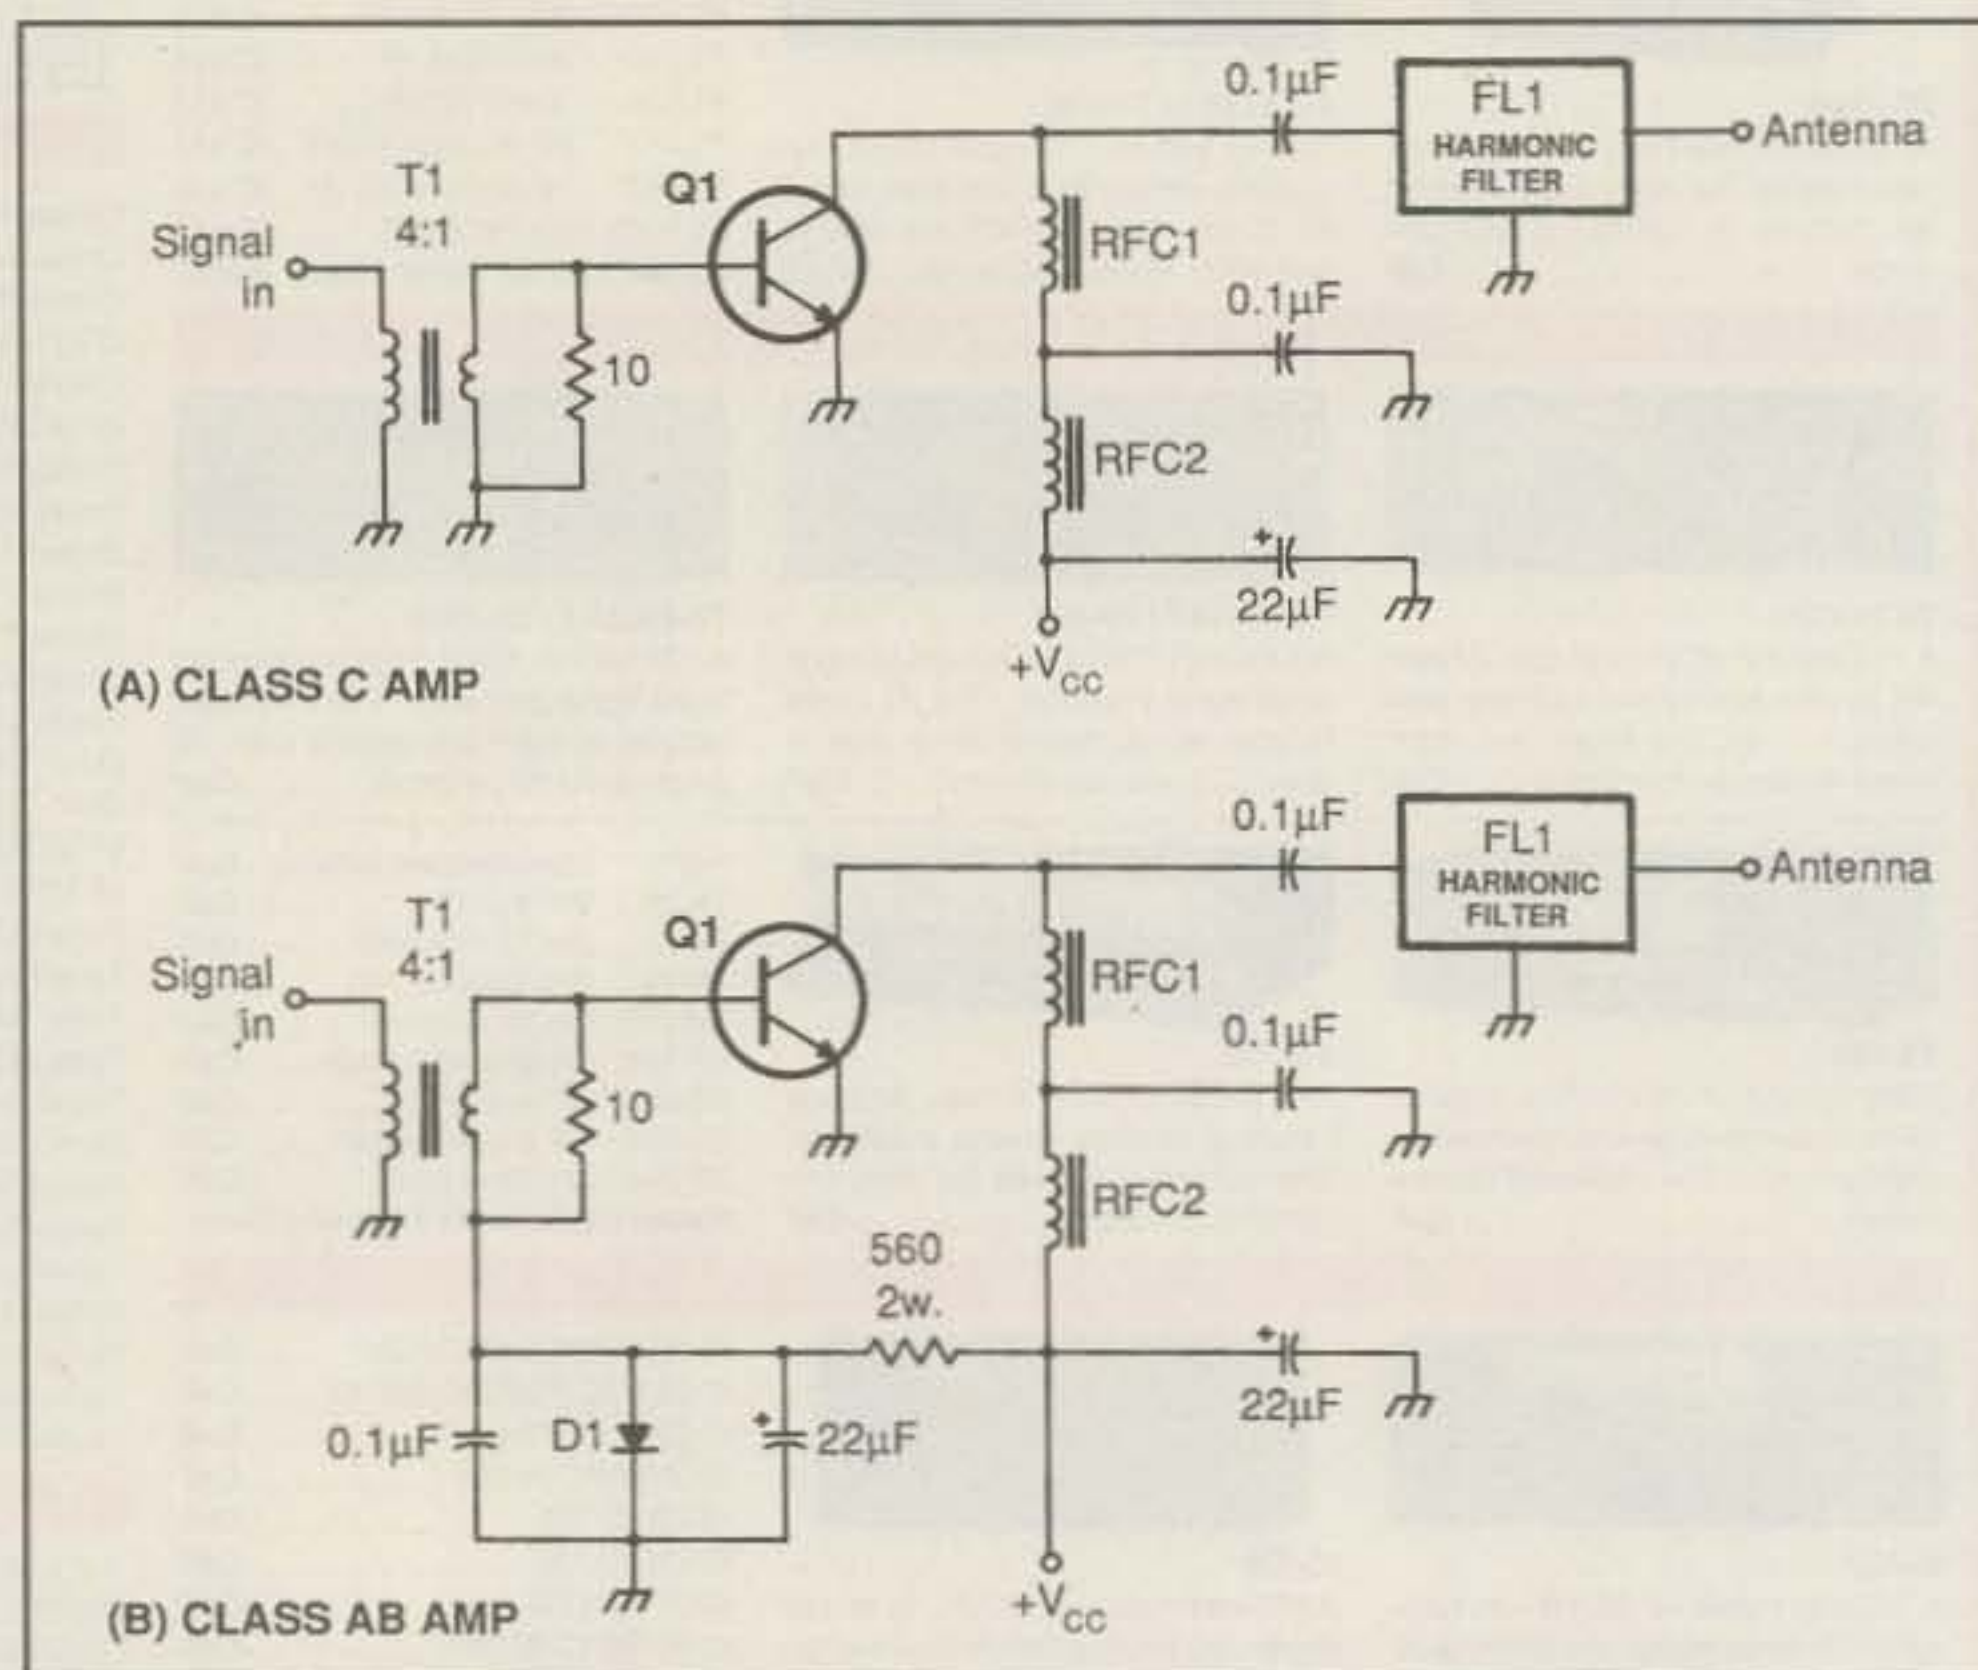 0.1µF
FL1
HARMONIC
FILTER
Antenna
T1
4:1
Q1
Signal
in
RFC1
0.1µF
10
RFC2
+
22µF
+VCC
(A) CLASS C AMP
0.1µF
FL1
HARMONIC
FILTER
Antenna
T1
4:1
Q1
Signal
in
RFC1
0.1µF
10
RFC2
560
2w.
+
22µF
0.1µF
D1
+
22µF
+VCC
(B) CLASS AB AMP